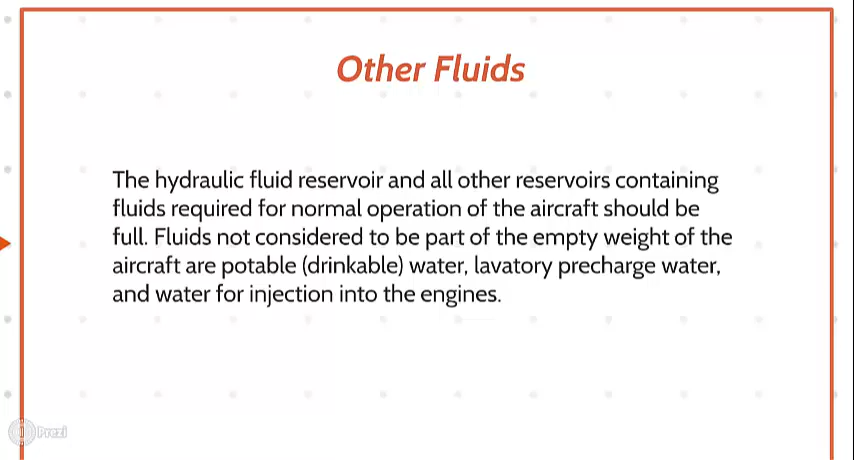 Other Fluids
The hydraulic fluid reservoir and all other reservoirs containing
fluids required for normal operation of the aircraft should be
full. Fluids not considered to be part of the empty weight of the
aircraft are potable (drinkable) water, lavatory precharge water,
and water for injection into the engines.
Prezi